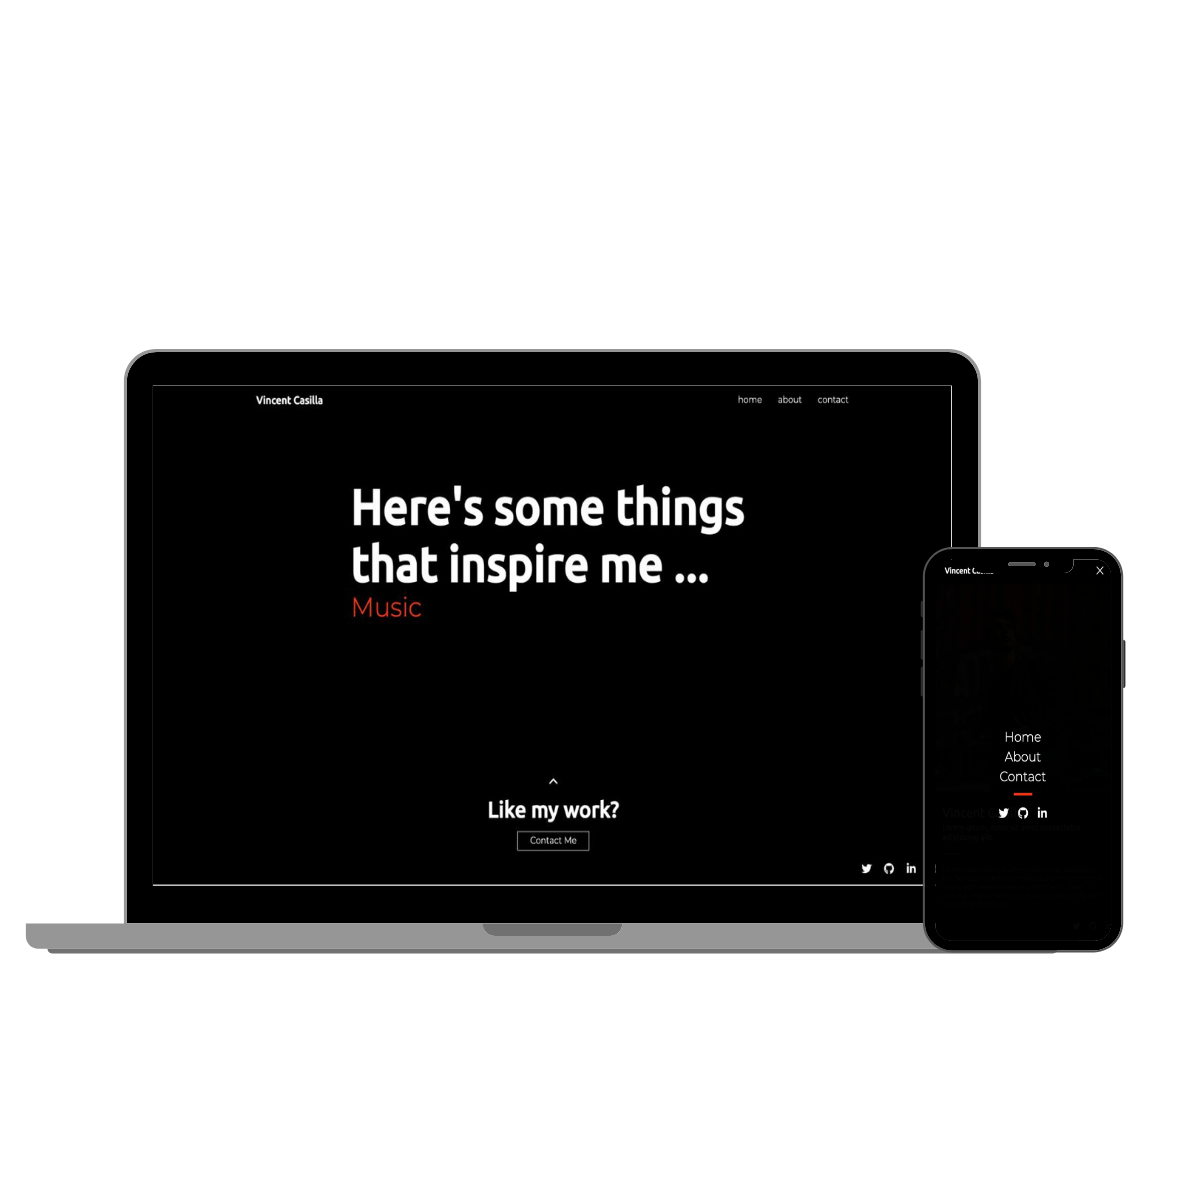 Vincent Casilla
home about contact
Here's some things
that inspire me ...
Music
Like my work?
Contact Me
Vincent
Home
About
Contact